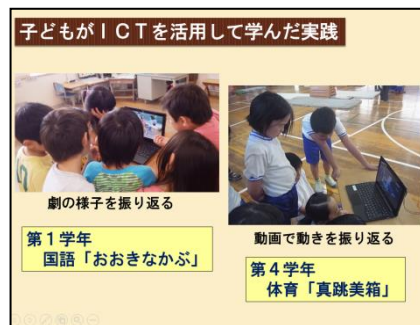 子どもがＩＣＴを活用して学んだ実践
劇の様子を振り返る
第１学年
国語「おおきなかぶ」
動画で動きを振り返る
第４学年
体育「真跳美箱」